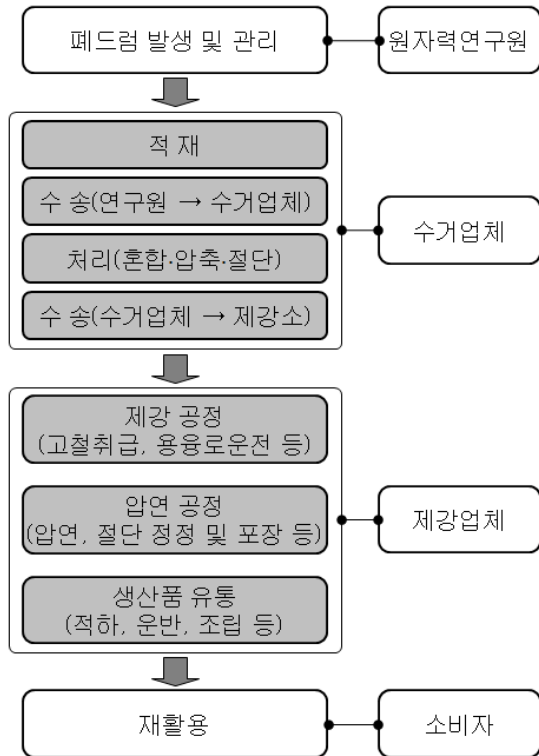 폐드럼 발생 및 관리
원자력연구원
적 재
수 송(연구원 → 수거업체)
처리(혼합·압축·절단)
수 송(수거업체 → 제강소)
수거업체
제강 공정
(고철취급, 용융로운전 등)
압연 공정
(압연, 절단 정정 및 포장 등)
생산품 유통
(적하, 운반, 조립 등)
제강업체
재활용
소비자